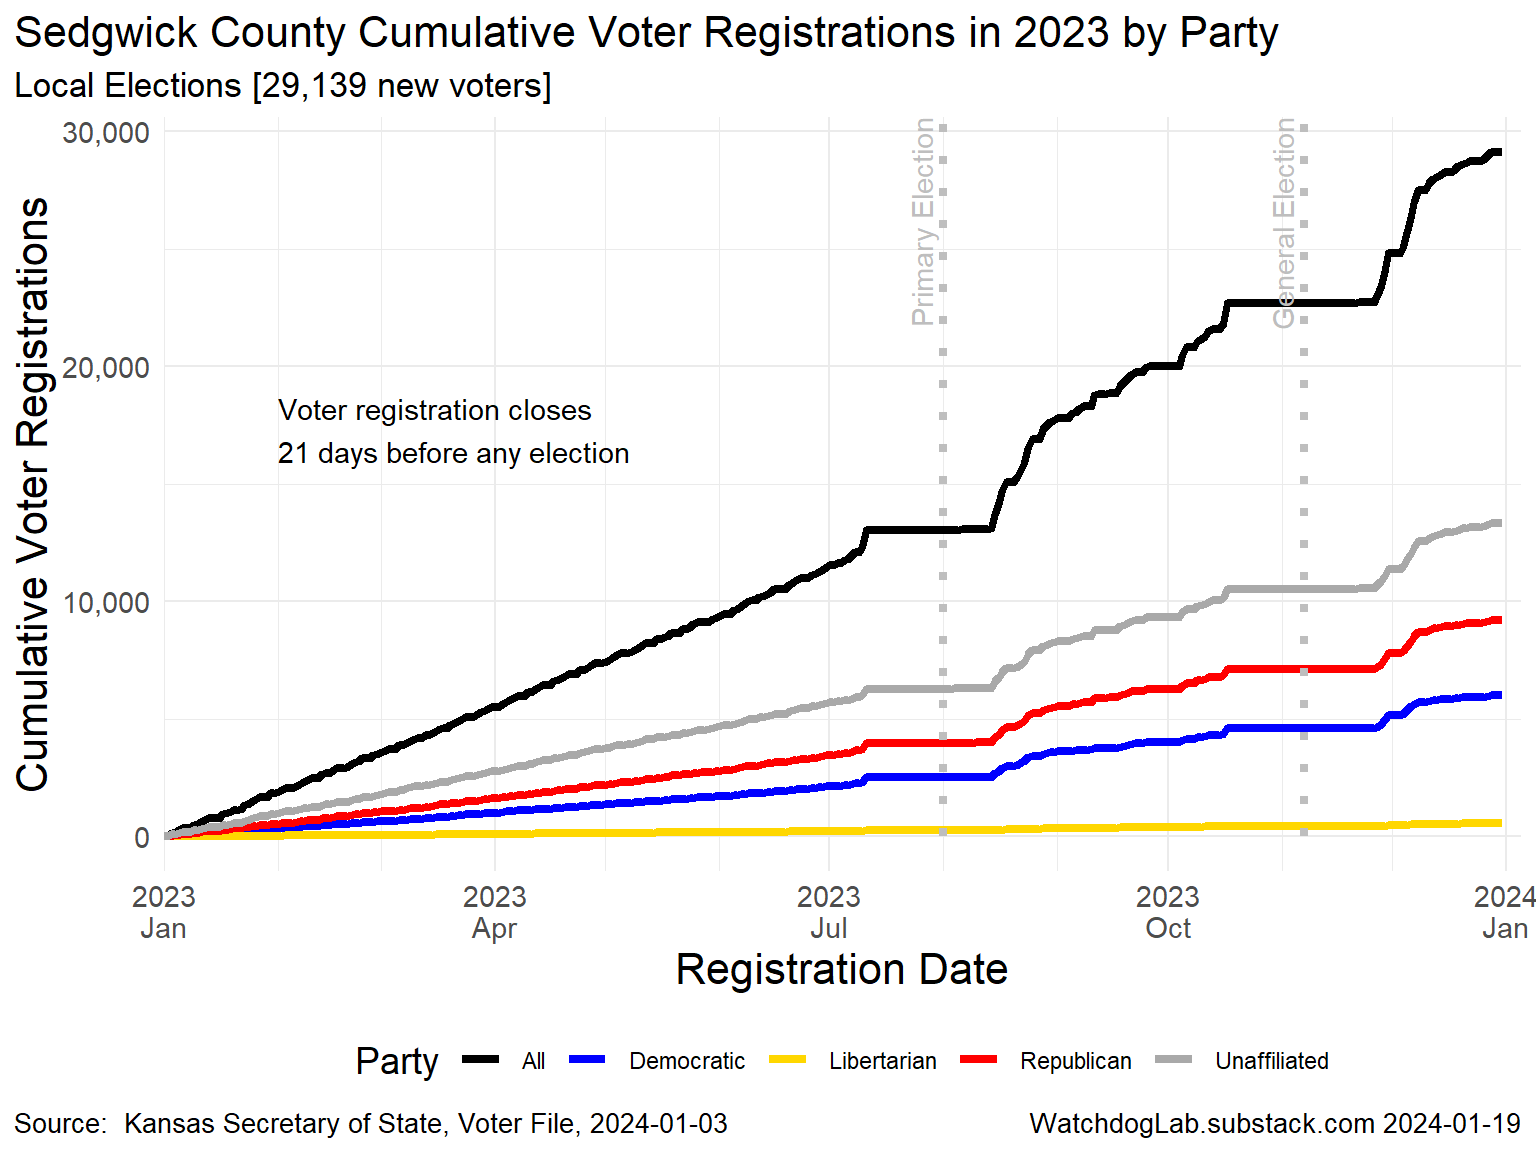 Sedgwick County Cumulative Voter Registrations in 2023 by Party
Local Elections [29,139 new voters]
Cumulative Voter Registrations
30,000
20,000
10,000
0
Primary Election
General Election
Voter registration closes
21 days before any election
2023 2023 2023 2023 2024
Jan Apr Jul Oct Jan
Registration Date
Party All Democratic Libertarian Republican Unaffiliated
Source:  Kansas Secretary of State, Voter File, 2024-01-03
WatchdogLab.substack.com 2024-01-19